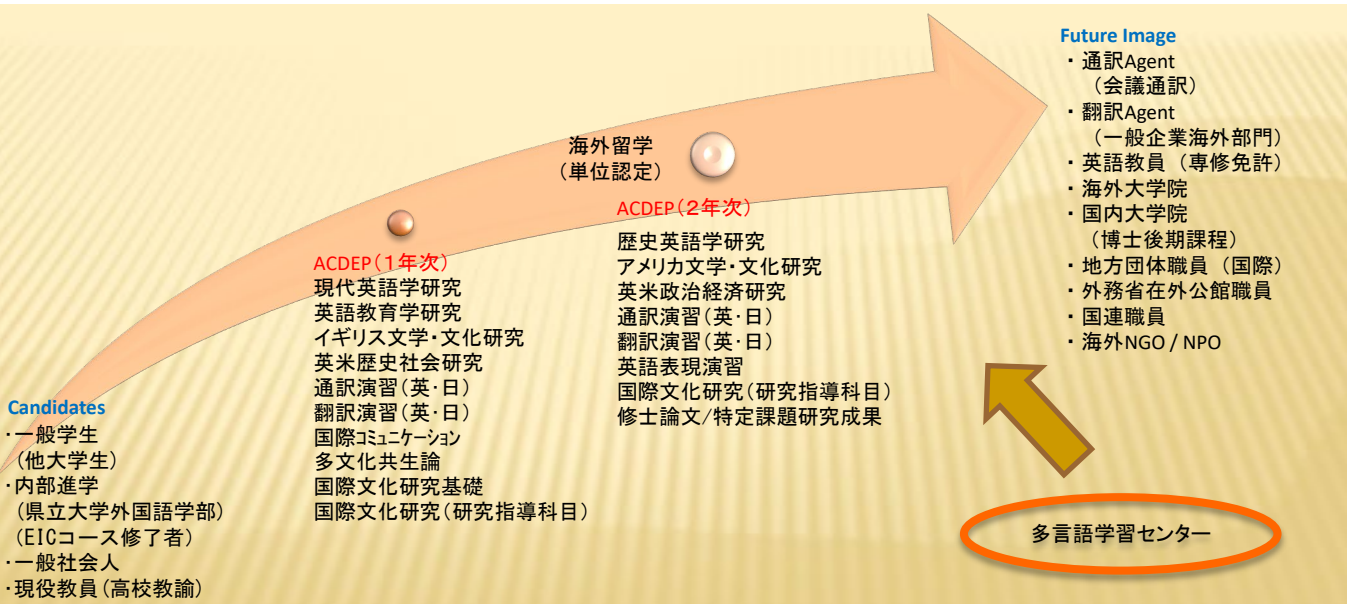 Candidates
・一般学生
（他大学生）
・内部進学
（県立大学外国語学部）
（EICコース修了者）
・一般社会人
・現役教員（高校教諭）
ACDEP（１年次）
現代英語学研究
英語教育学研究
イギリス文学・文化研究
英米歴史社会研究
通訳演習（英・日）
翻訳演習（英・日）
国際ｺﾐｭﾆｹｰｼｮﾝ
多文化共生論
国際文化研究基礎
国際文化研究（研究指導科目）
海外留学
（単位認定）
ACDEP（２年次）
歴史英語学研究
アメリカ文学・文化研究
英米政治経済研究
通訳演習（英・日）
翻訳演習（英・日）
英語表現演習
国際文化研究（研究指導科目）
修士論文/特定課題研究成果
Future Image
・ 通訳Agent
（会議通訳）
・ 翻訳Agent
（一般企業海外部門）
・ 英語教員（専修免許）
・ 海外大学院
・ 国内大学院
（博士後期課程）
・ 地方団体職員（国際）
・ 外務省在外公館職員
・ 国連職員
・ 海外NGO / NPO
多言語学習センター